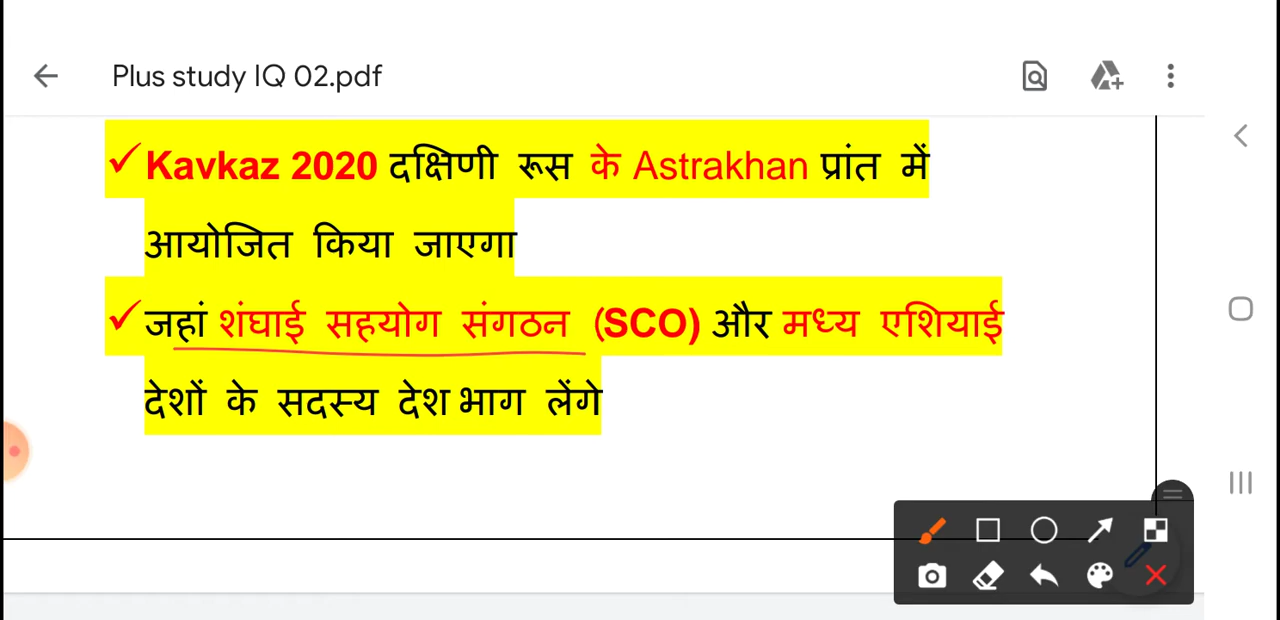 Plus study IQ 02.pdf
✓Kavkaz 2020 दक्षिणी रूस के Astrakhan प्रांत में
आयोजित किया जाएगा
✓जहां शंघाई सहयोग संगठन (SCO) और मध्य एशियाई
देशों के सदस्य देश भाग लेंगे